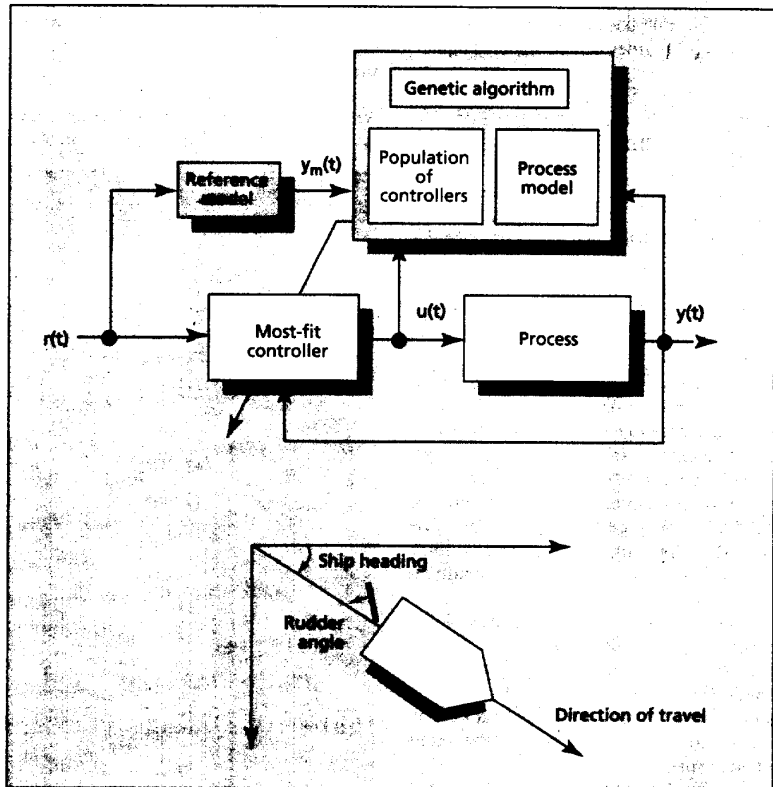 Genetic algorithm
Population
of
controllers
Process
model
Reference
model
yₘ(t)
r(t)
Most-fit
controller
u(t)
Process
y(t)
Ship heading
Rudder
angle
Direction of travel